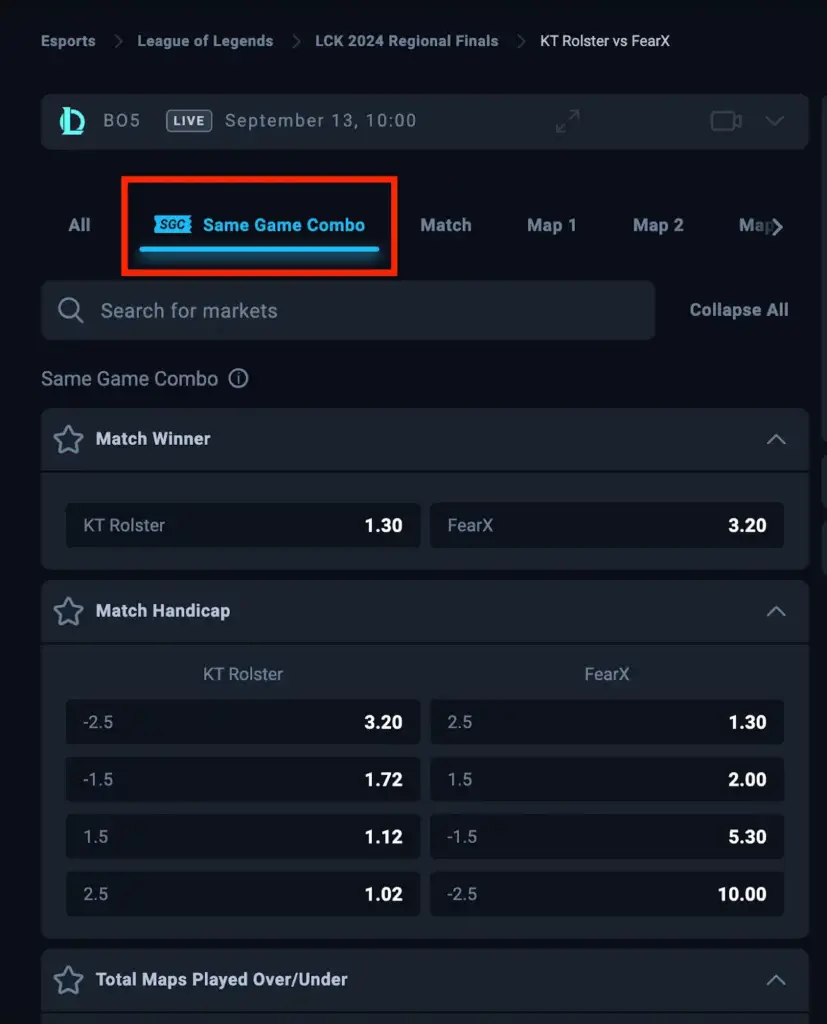 Esports > League of Legends > LCK 2024 Regional Finals > KT Rolster vs FearX
BO5 LIVE September 13, 10:00
All SGC Same Game Combo Match Map 1 Map 2 Map
Search for markets Collapse All
Same Game Combo
Match Winner
KT Rolster 1.30 FearX 3.20
Match Handicap
KT Rolster FearX
-2.5 3.20 2.5 1.30
-1.5 1.72 1.5 2.00
1.5 1.12 -1.5 5.30
2.5 1.02 -2.5 10.00
Total Maps Played Over/Under